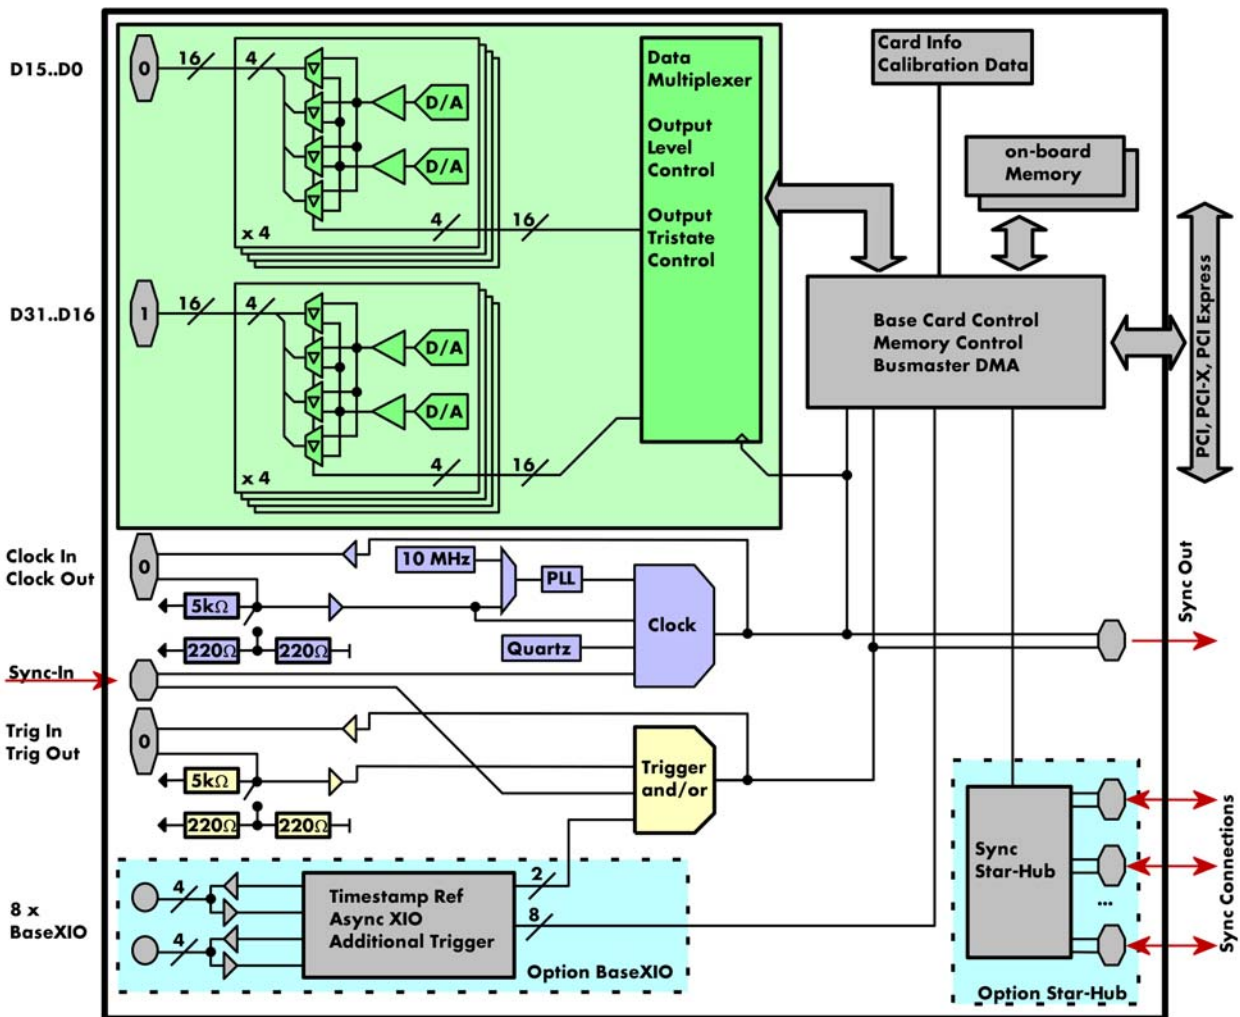 D15..D0
0
16
4
D/A
D/A
4
16
x 4
Data
Multiplexer
Output
Level
Control
Output
Tristate
Control
Card Info
Calibration Data
on-board
Memory
Base Card Control
Memory Control
Busmaster DMA
PCI, PCI-X, PCI Express
D31..D16
1
16
4
D/A
D/A
4
16
x 4
Clock In
Clock Out
0
10 MHz
PLL
5kΩ
220Ω
220Ω
Quartz
Clock
Sync Out
Sync-In
Trig In
Trig Out
0
5kΩ
220Ω
220Ω
Trigger
and/or
8 x
BaseXIO
4
4
Timestamp Ref
Async XIO
Additional Trigger
2
8
Option BaseXIO
Sync
Star-Hub
...
Option Star-Hub
Sync Connections